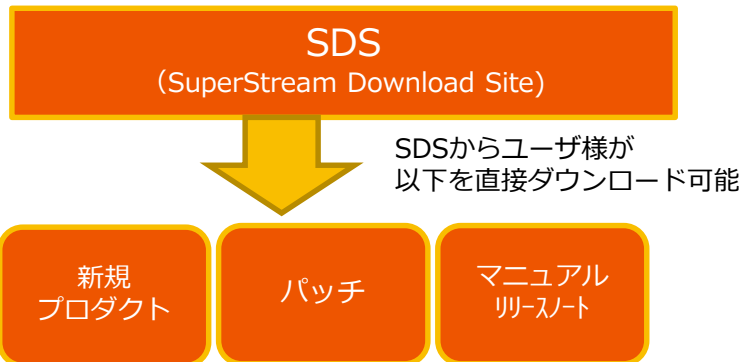 SDS
（SuperStream Download Site)
SDSからユーザ様が
以下を直接ダウンロード可能
新規
プロダクト
パッチ
マニュアル
ﾘﾘｰｽﾉｰﾄ